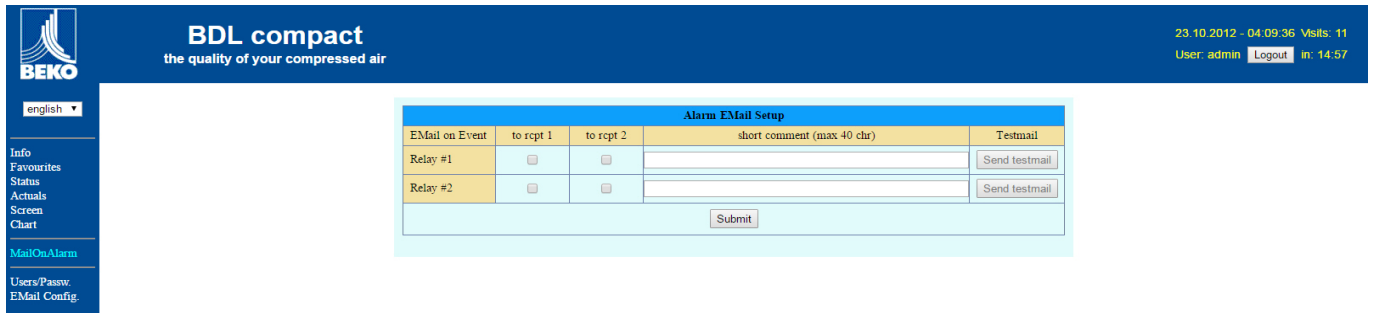 BEKO
BDL compact
the quality of your compressed air
23.10.2012 - 04:09:36 Visits: 11
User: admin Logout in: 14:57
english
Info
Favourites
Status
Actuals
Screen
Chart
MailOnAlarm
Users/Passw.
EMail Config.
Alarm EMail Setup
EMail on Event to rcpt 1 to rcpt 2 short comment (max 40 chr) Testmail
Relay #1 Send testmail
Relay #2 Send testmail
Submit